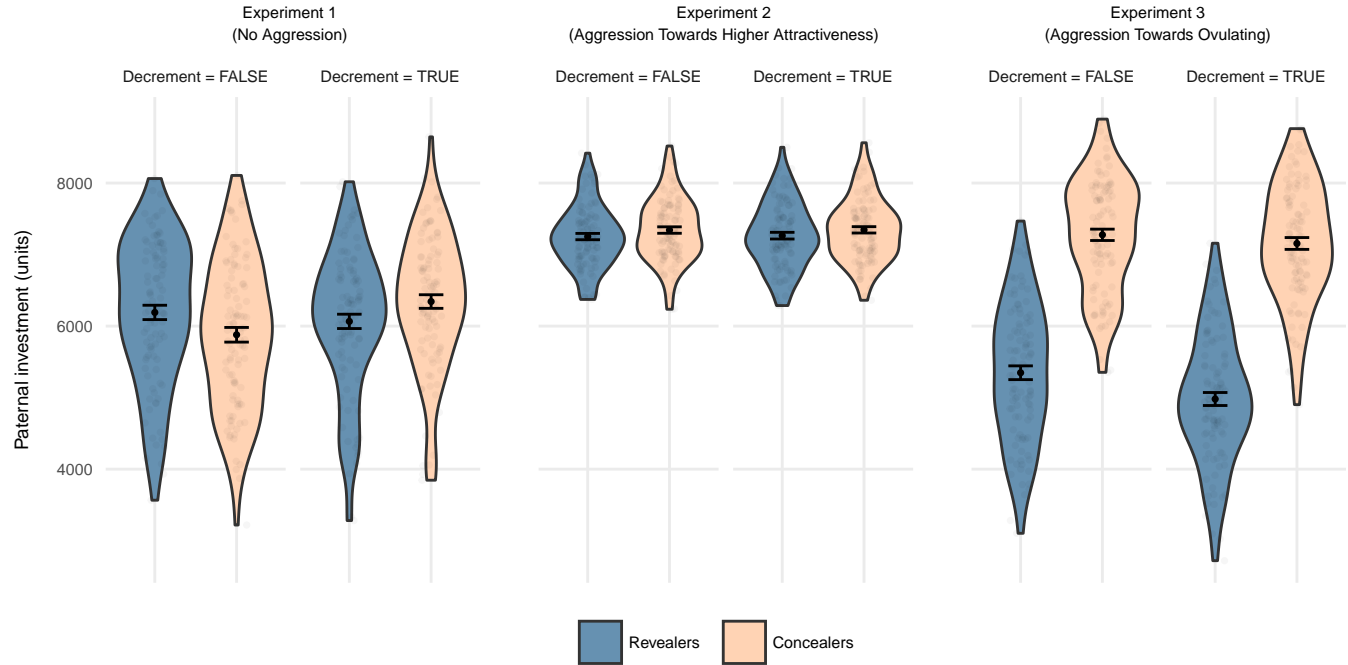 Experiment 1
(No Aggression)
Experiment 2
(Aggression Towards Higher Attractiveness)
Experiment 3
(Aggression Towards Ovulating)
Decrement = FALSE
Decrement = TRUE
Decrement = FALSE
Decrement = TRUE
Decrement = FALSE
Decrement = TRUE
Paternal investment (units)
8000
6000
4000
Revealers
Concealers